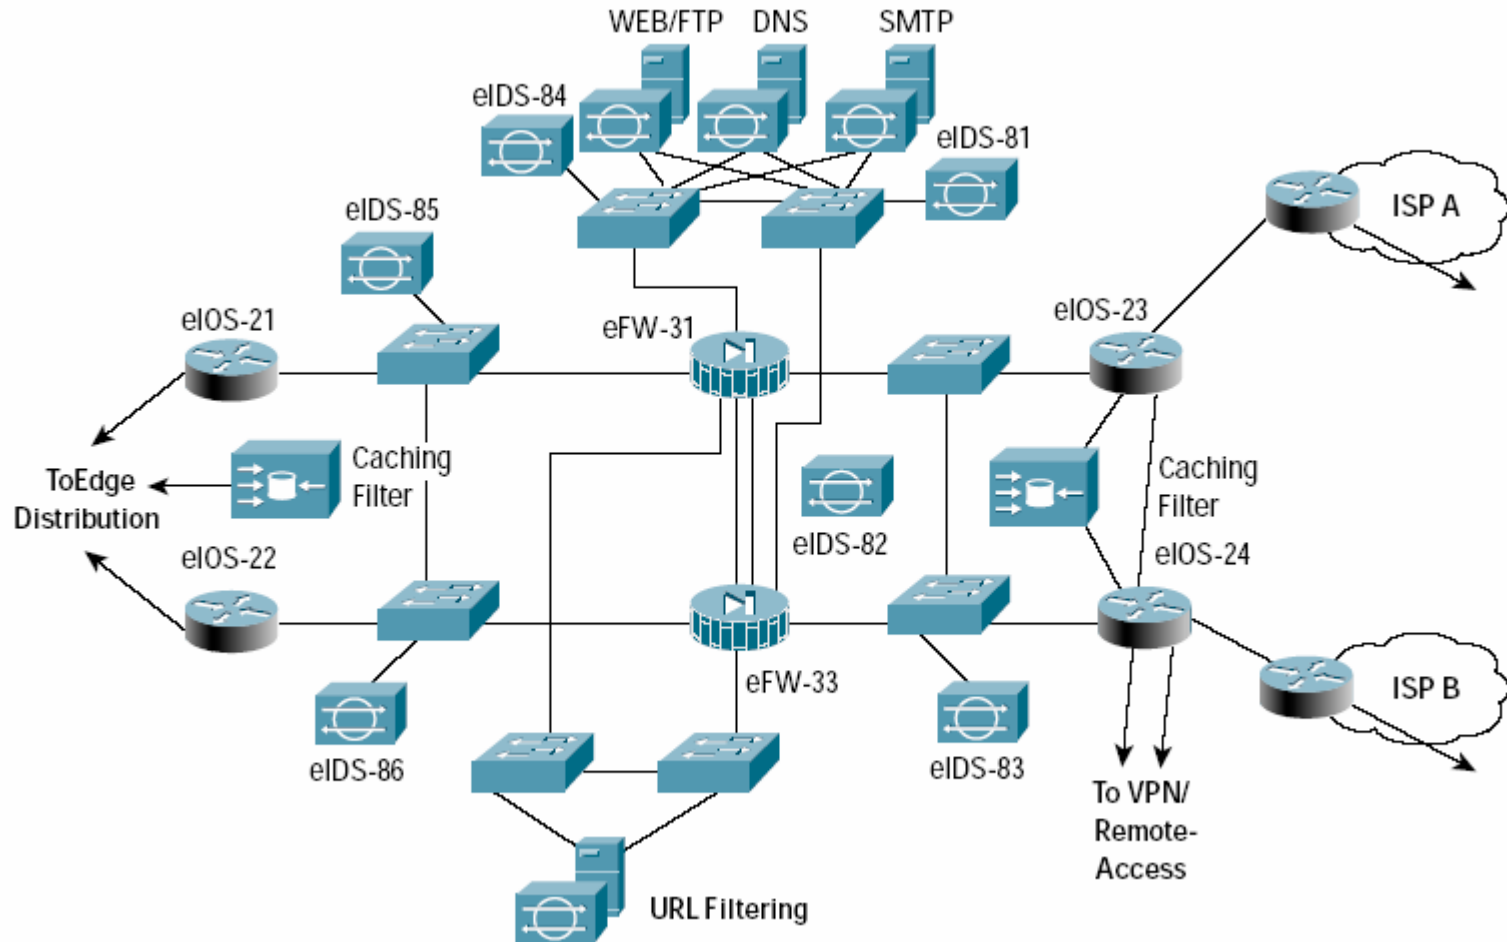 WEB/FTP
DNS
SMTP
eIDS-84
eIDS-81
eIDS-85
ISP A
eIOS-21
eFW-31
eIOS-23
Caching
Filter
ToEdge
Distribution
Caching
Filter
eIOS-22
eIDS-82
eIOS-24
eFW-33
eIDS-86
eIDS-83
ISP B
To VPN/
Remote-
Access
URL Filtering